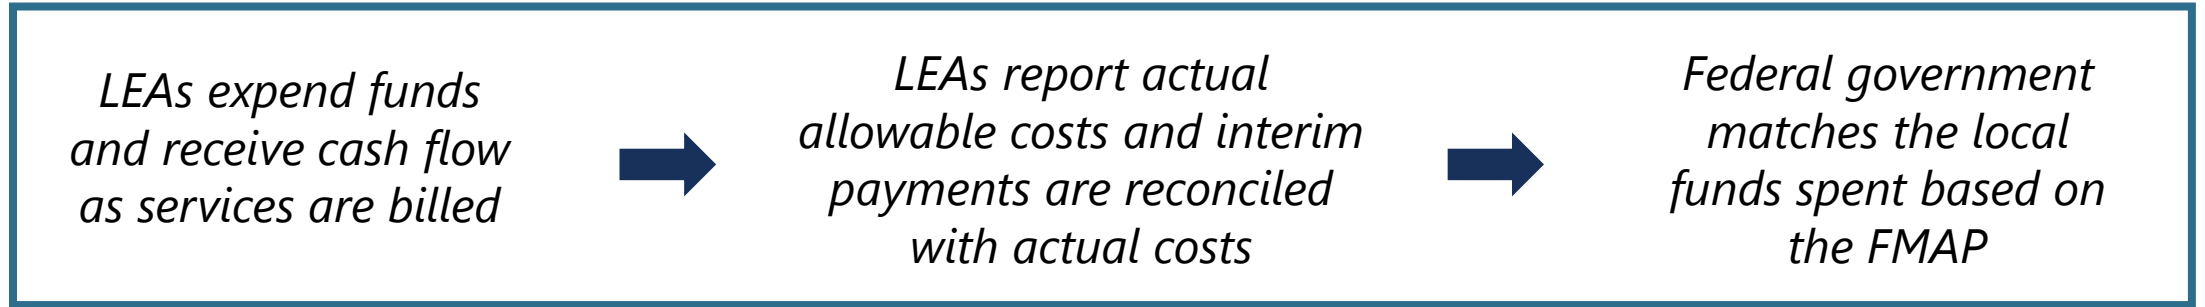 LEAs expend funds
and receive cash flow
as services are billed
LEAs report actual
allowable costs and interim
payments are reconciled
with actual costs
Federal government
matches the local
funds spent based on
the FMAP